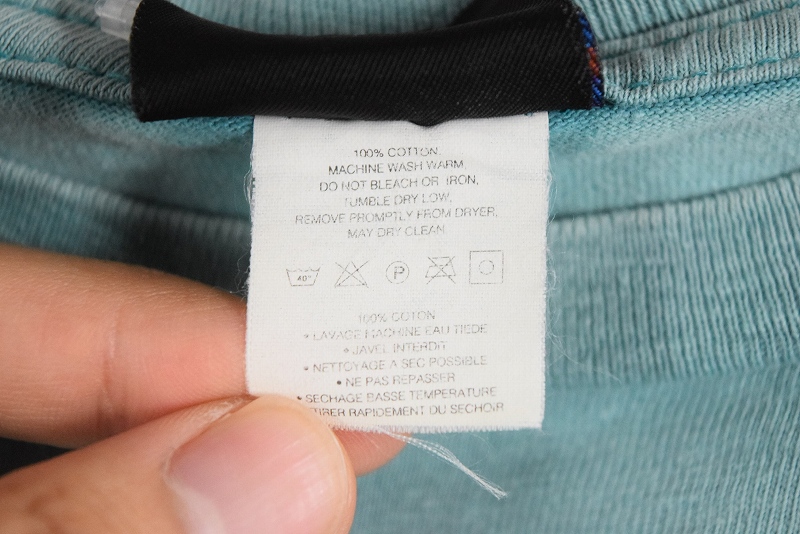 100% COTTON.
MACHINE WASH WARM
DO NOT BLEACH OR IRON,
TUMBLE DRY LOW,
REMOVE PROMPTLY FROM DRYER,
MAY DRY CLEAN
40° P
100% COTON
• LAVAGE MACHINE EAU TIEDE
• JAVEL INTERDIT
• NETTOYAGE A SEC POSSIBLE
• NE PAS REPASSER
• SECHAGE BASSE TEMPERATURE
RAPIDEMENT DU SECHOIR